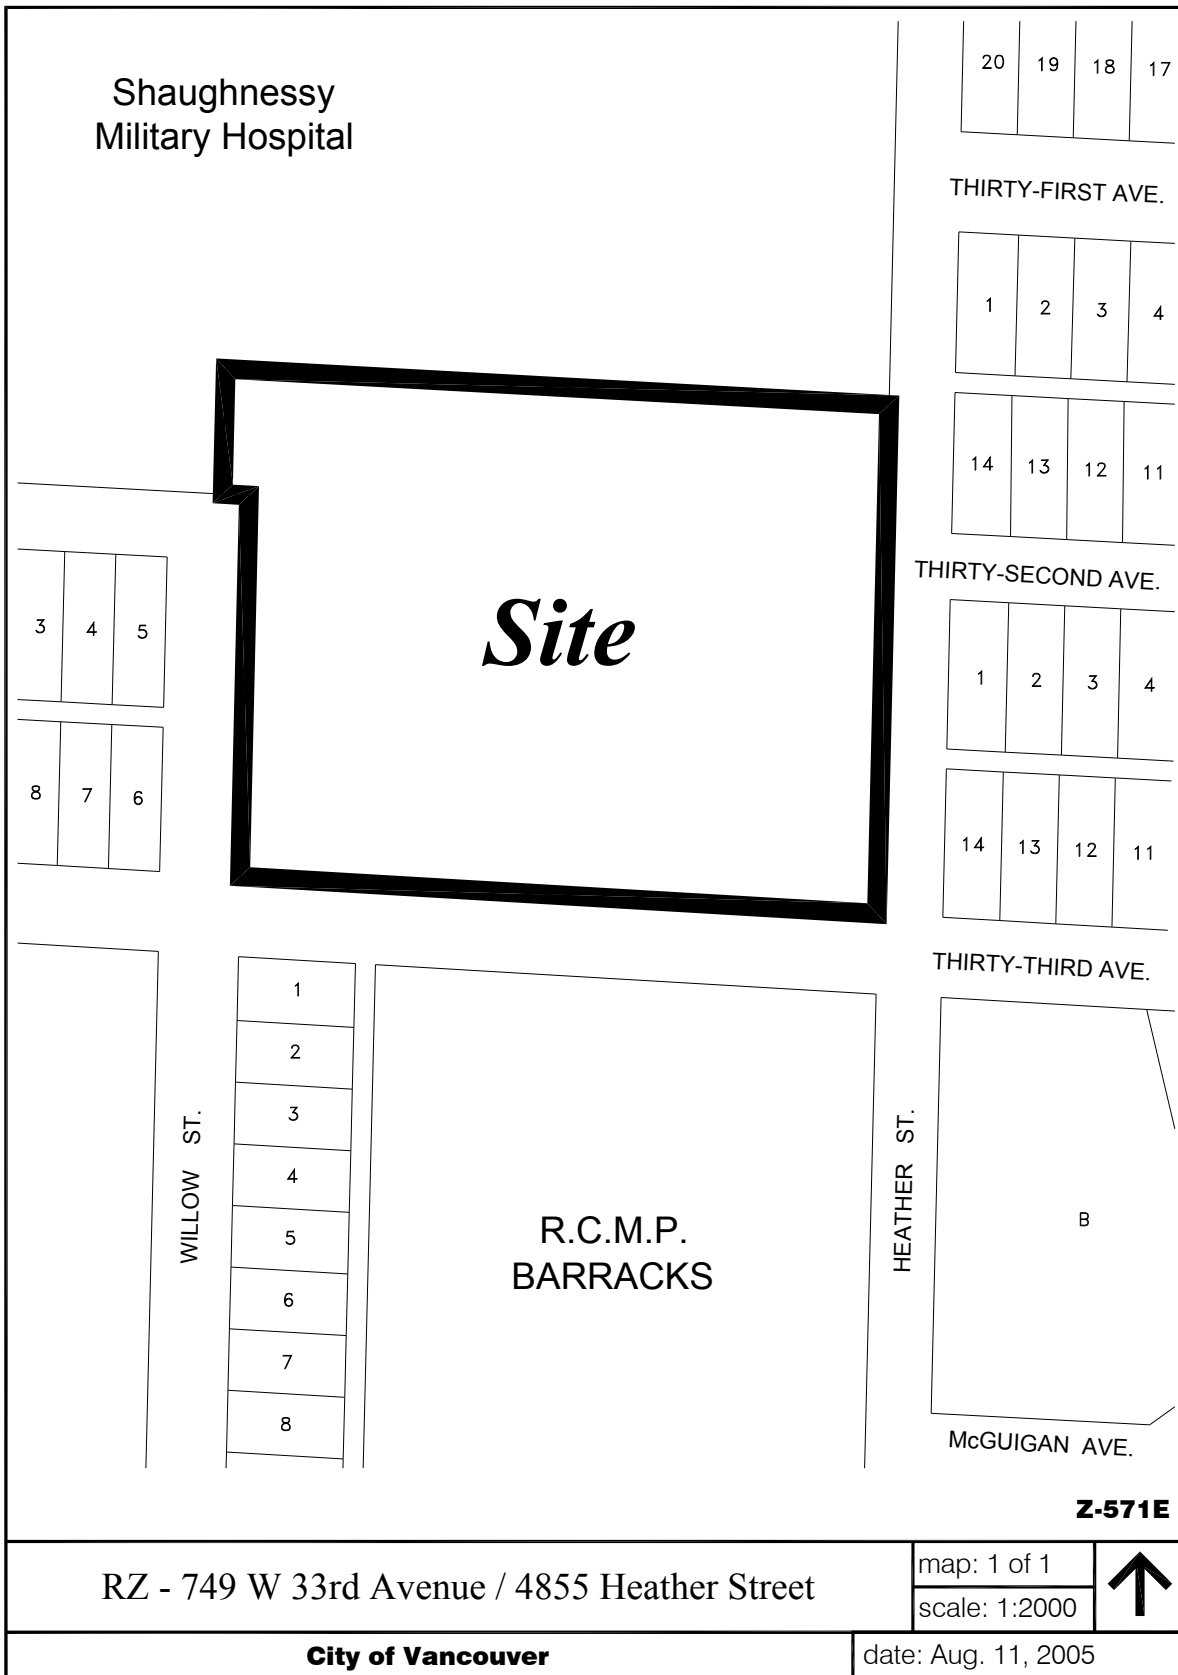 Shaughnessy
Military Hospital
20 19 18 17
THIRTY-FIRST AVE.
1 2 3 4
14 13 12 11
THIRTY-SECOND AVE.
Site
3 4 5
1 2 3 4
8 7 6
14 13 12 11
THIRTY-THIRD AVE.
1
2
3
4
5
6
7
8
WILLOW ST.
R.C.M.P.
BARRACKS
HEATHER ST.
B
McGUIGAN AVE.
Z-571E
RZ - 749 W 33rd Avenue / 4855 Heather Street
map: 1 of 1
scale: 1:2000
City of Vancouver
date: Aug. 11, 2005